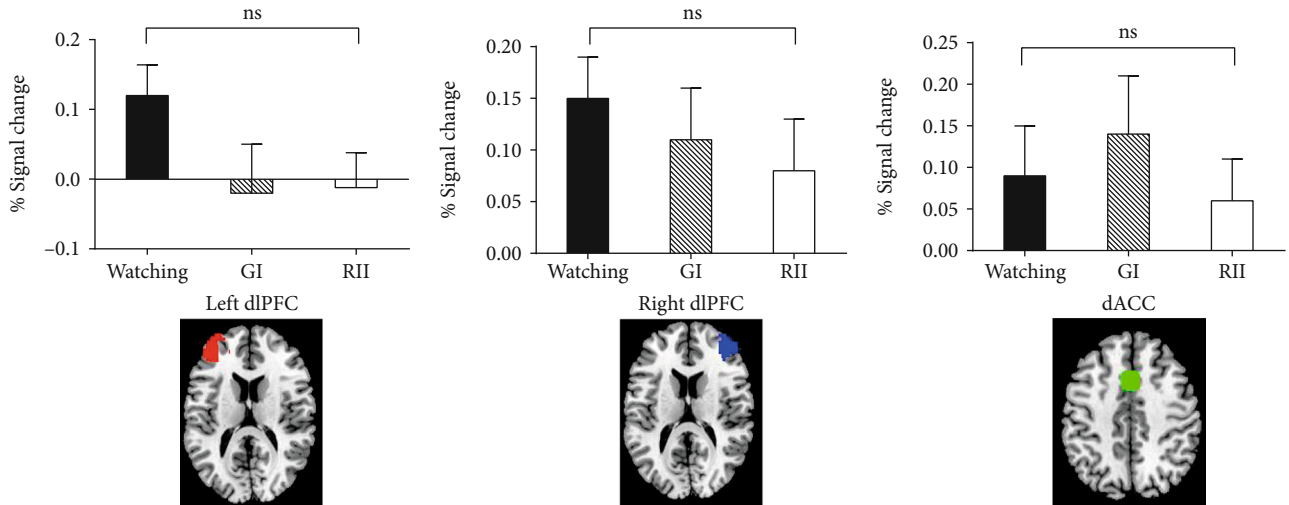 ns
0.2
0.1
0.0
−0.1
% Signal change
Watching GI RII
Left dlPFC
ns
0.20
0.15
0.10
0.05
0.00
% Signal change
Watching GI RII
Right dlPFC
ns
0.25
0.20
0.15
0.10
0.05
0.00
% Signal change
Watching GI RII
dACC